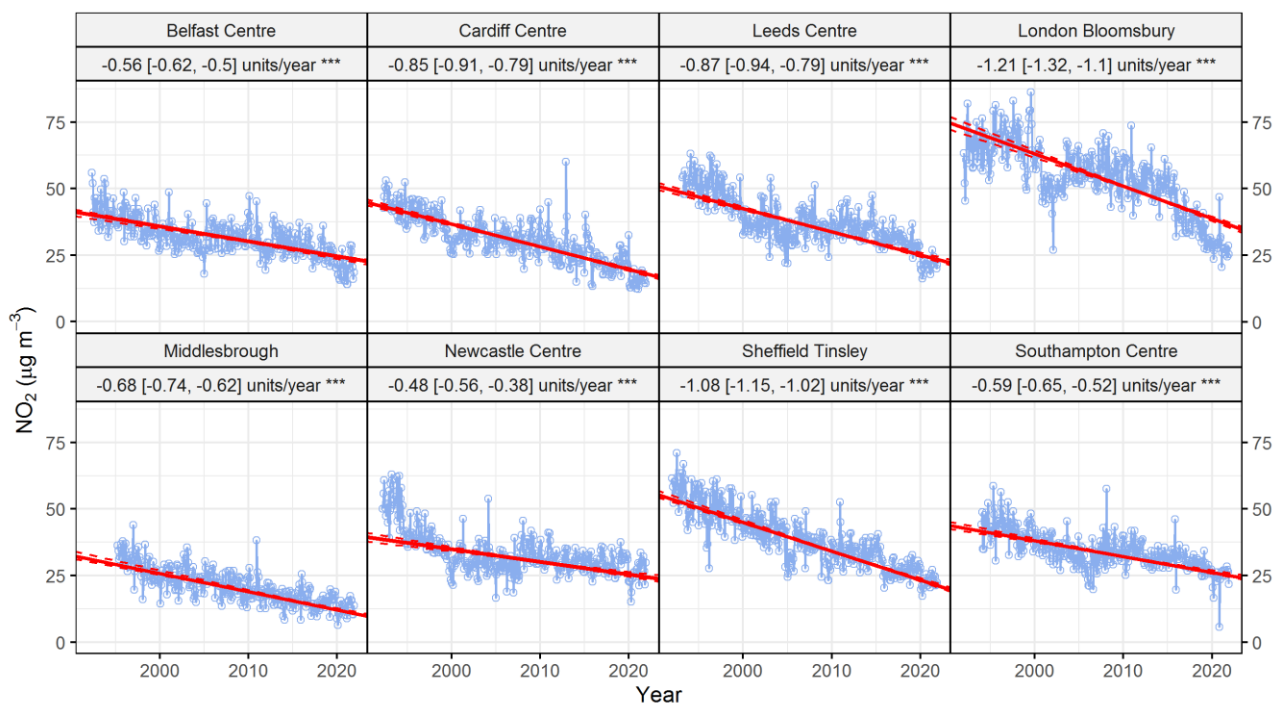 Belfast Centre Cardiff Centre Leeds Centre London Bloomsbury
-0.56 [-0.62, -0.5] units/year *** -0.85 [-0.91, -0.79] units/year *** -0.87 [-0.94, -0.79] units/year *** -1.21 [-1.32, -1.1] units/year ***
75 75
50 50
25 25
0 0
Middlesbrough Newcastle Centre Sheffield Tinsley Southampton Centre
-0.68 [-0.74, -0.62] units/year *** -0.48 [-0.56, -0.38] units/year *** -1.08 [-1.15, -1.02] units/year *** -0.59 [-0.65, -0.52] units/year ***
NO₂ (µg m⁻³)
75 75
50 50
25 25
0 0
2000 2010 2020 2000 2010 2020 2000 2010 2020 2000 2010 2020
Year